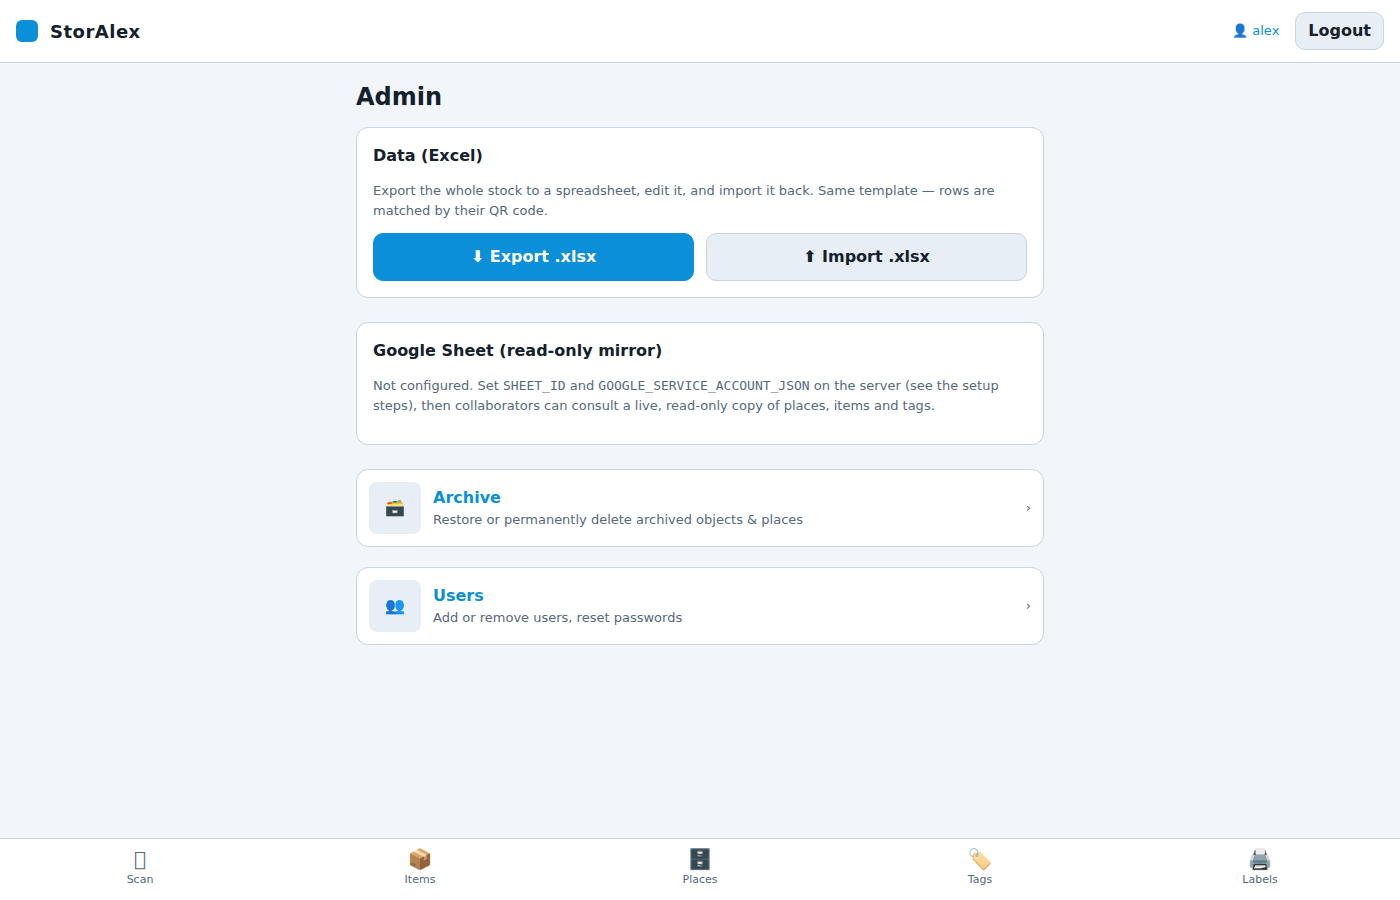 StorAlex
alex
Logout
Admin
Data (Excel)
Export the whole stock to a spreadsheet, edit it, and import it back. Same template — rows are
matched by their QR code.
⬇ Export .xlsx
⬆ Import .xlsx
Google Sheet (read-only mirror)
Not configured. Set SHEET_ID and GOOGLE_SERVICE_ACCOUNT_JSON on the server (see the setup
steps), then collaborators can consult a live, read-only copy of places, items and tags.
Archive
Restore or permanently delete archived objects & places
›
Users
Add or remove users, reset passwords
›
Scan
Items
Places
Tags
Labels